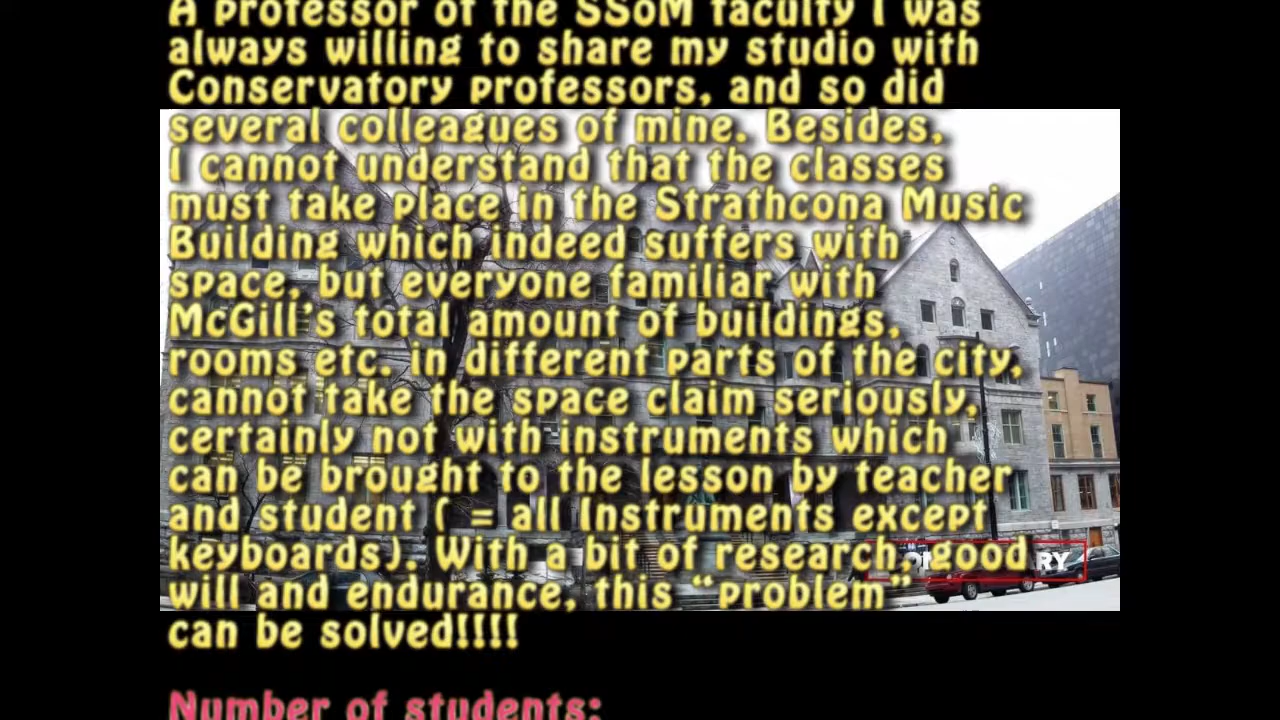 A professor of the SSoM faculty I was
always willing to share my studio with
Conservatory professors, and so did
several colleagues of mine. Besides,
I cannot understand that the classes
must take place in the Strathcona Music
Building which indeed suffers with
space, but everyone familiar with
McGill's total amount of buildings,
rooms etc. in different parts of the city,
cannot take the space claim seriously,
certainly not with instruments which
can be brought to the lesson by teacher
and student ( = all Instruments except
keyboards). With a bit of research, good
will and endurance, this “problem”
can be solved!!!!
Number of students: